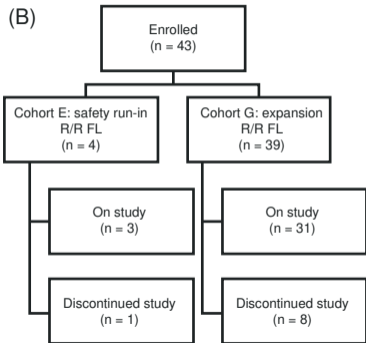 (B)
Enrolled
(n = 43)
Cohort E: safety run-in
R/R FL
(n = 4)
Cohort G: expansion
R/R FL
(n = 39)
On study
(n = 3)
On study
(n = 31)
Discontinued study
(n = 1)
Discontinued study
(n = 8)